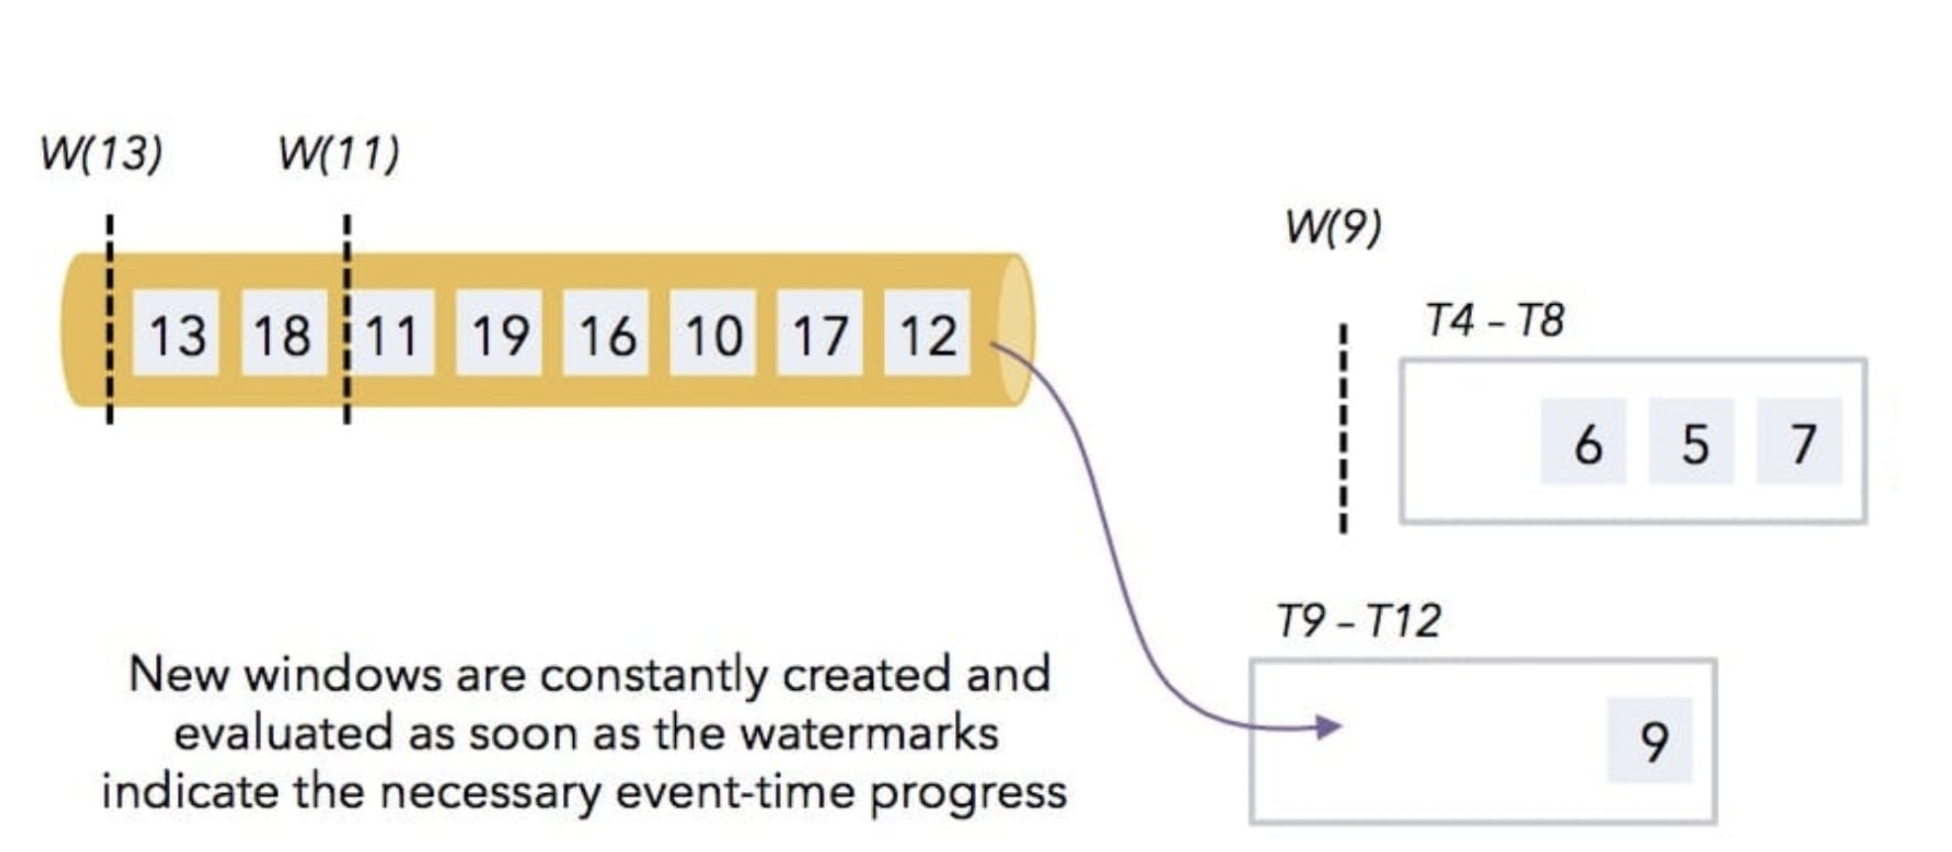 W(13) W(11)
W(9)
T4 – T8
13 18 11 19 16 10 17 12
6 5 7
T9 – T12
9
New windows are constantly created and
evaluated as soon as the watermarks
indicate the necessary event-time progress